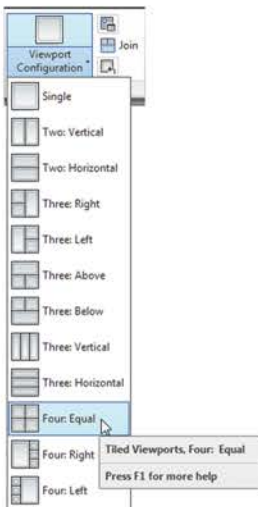 Viewport
Configuration
Join
Single
Two: Vertical
Two: Horizontal
Three: Right
Three: Left
Three: Above
Three: Below
Three: Vertical
Three: Horizontal
Four: Equal
Tiled Viewports, Four: Equal
Four: Right
Press F1 for more help
Four: Left